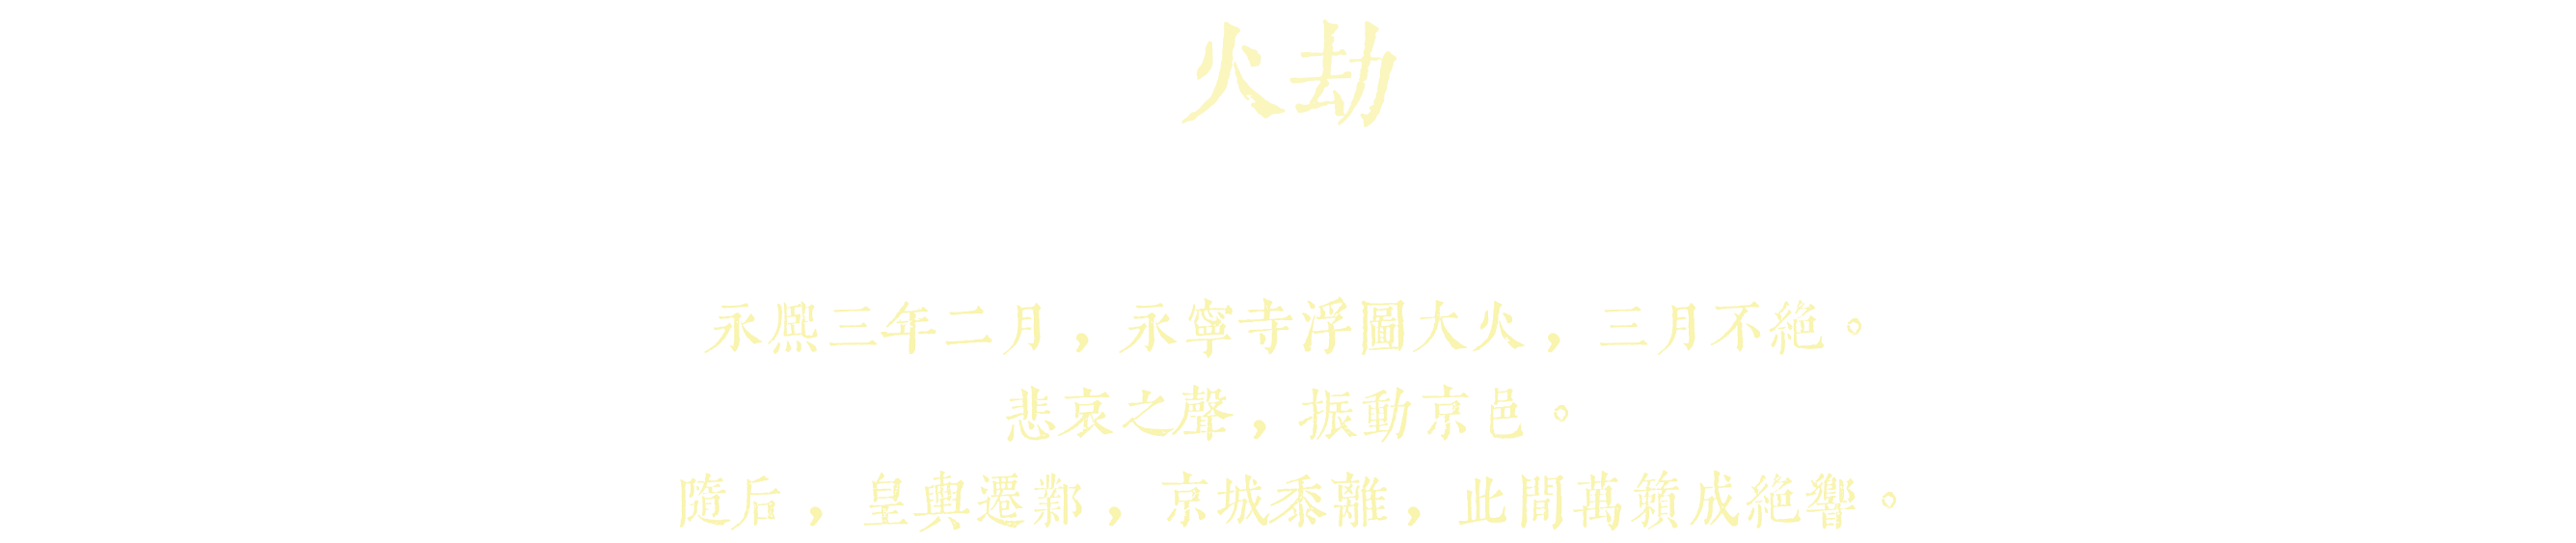 火劫
永熙三年二月，永寧寺浮圖大火，三月不絶。
悲哀之聲，振動京邑。
隨后，皇輿遷鄴，京城黍離，此間萬籟成絶響。